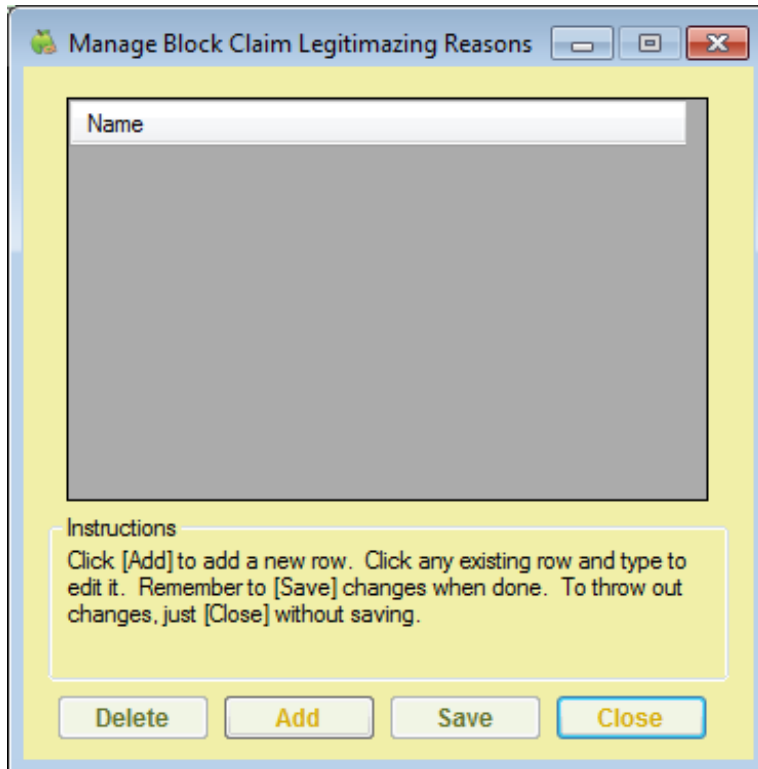 Manage Block Claim Legitimazing Reasons
Name
Instructions
Click [Add] to add a new row.  Click any existing row and type to
edit it.  Remember to [Save] changes when done.  To throw out
changes, just [Close] without saving.
Delete Add Save Close